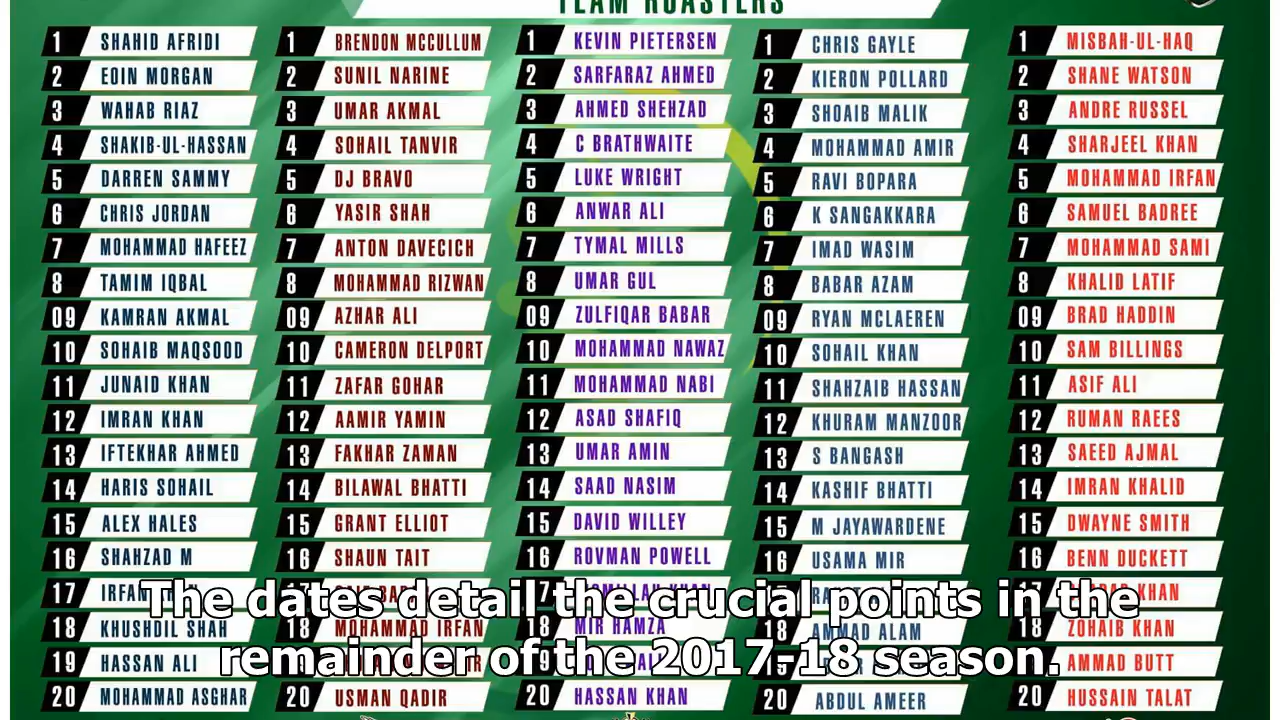 TEAM ROASTERS
1 SHAHID AFRIDI
2 EOIN MORGAN
3 WAHAB RIAZ
4 SHAKIB-UL-HASSAN
5 DARREN SAMMY
6 CHRIS JORDAN
7 MOHAMMAD HAFEEZ
8 TAMIM IQBAL
09 KAMRAN AKMAL
10 SOHAIB MAQSOOD
11 JUNAID KHAN
12 IMRAN KHAN
13 IFTEKHAR AHMED
14 HARIS SOHAIL
15 ALEX HALES
16 SHAHZAD M
17
18 KHUSHDIL SHAH
19 HASSAN ALI
20 MOHAMMAD ASGHAR
1 BRENDON MCCULLUM
2 SUNIL NARINE
3 UMAR AKMAL
4 SOHAIL TANVIR
5 DJ BRAVO
6 YASIR SHAH
7 ANTON DAVECICH
8 MOHAMMAD RIZWAN
09 AZHAR ALI
10 CAMERON DELPORT
11 ZAFAR GOHAR
12 AAMIR YAMIN
13 FAKHAR ZAMAN
14 BILAWAL BHATTI
15 GRANT ELLIOT
16 SHAUN TAIT
17
18 MOHAMMAD IRFAN
19
20 USMAN QADIR
1 KEVIN PIETERSEN
2 SARFARAZ AHMED
3 AHMED SHEHZAD
4 C BRATHWAITE
5 LUKE WRIGHT
6 ANWAR ALI
7 TYMAL MILLS
8 UMAR GUL
09 ZULFIQAR BABAR
10 MOHAMMAD NAWAZ
11 MOHAMMAD NABI
12 ASAD SHAFIQ
13 UMAR AMIN
14 SAAD NASIM
15 DAVID WILLEY
16 ROVMAN POWELL
17 KHAN
18 MIR HAMZA
20 HASSAN KHAN
1 CHRIS GAYLE
2 KIERON POLLARD
3 SHOAIB MALIK
4 MOHAMMAD AMIR
5 RAVI BOPARA
6 K SANGAKKARA
7 IMAD WASIM
8 BABAR AZAM
09 RYAN MCLAEREN
10 SOHAIL KHAN
11 SHAHZAIB HASSAN
12 KHURAM MANZOOR
13 S BANGASH
14 KASHIF BHATTI
15 M JAYAWARDENE
16 USAMA MIR
18 AMMAD ALAM
20 ABDUL AMEER
1 MISBAH-UL-HAQ
2 SHANE WATSON
3 ANDRE RUSSEL
4 SHARJEEL KHAN
5 MOHAMMAD IRFAN
6 SAMUEL BADREE
7 MOHAMMAD SAMI
8 KHALID LATIF
09 BRAD HADDIN
10 SAM BILLINGS
11 ASIF ALI
12 RUMAN RAEES
13 SAEED AJMAL
14 IMRAN KHALID
15 DWAYNE SMITH
16 BENN DUCKETT
17 KHAN
18 ZOHAIB KHAN
19 AMMAD BUTT
20 HUSSAIN TALAT
The dates detail the crucial points in the
remainder of the 2017-18 season.